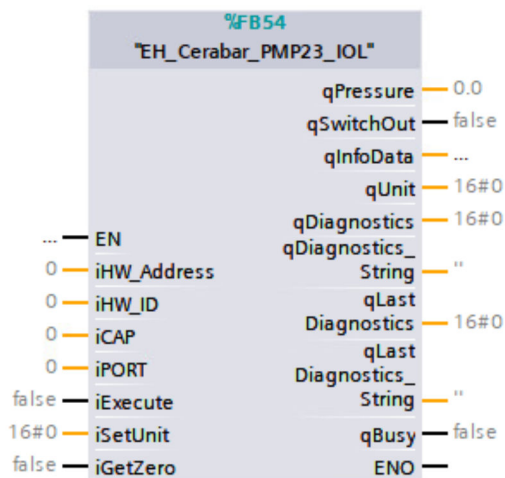 %FB54
"EH_Cerabar_PMP23_IOL"
qPressure 0.0
qSwitchOut false
qInfoData ...
qUnit 16#0
qDiagnostics 16#0
... EN
qDiagnostics_
String ''
0 iHW_Address
0 iHW_ID
qLast
Diagnostics 16#0
0 iCAP
0 iPORT
qLast
Diagnostics_
String ''
false iExecute
16#0 iSetUnit
qBusy false
false iGetZero
ENO